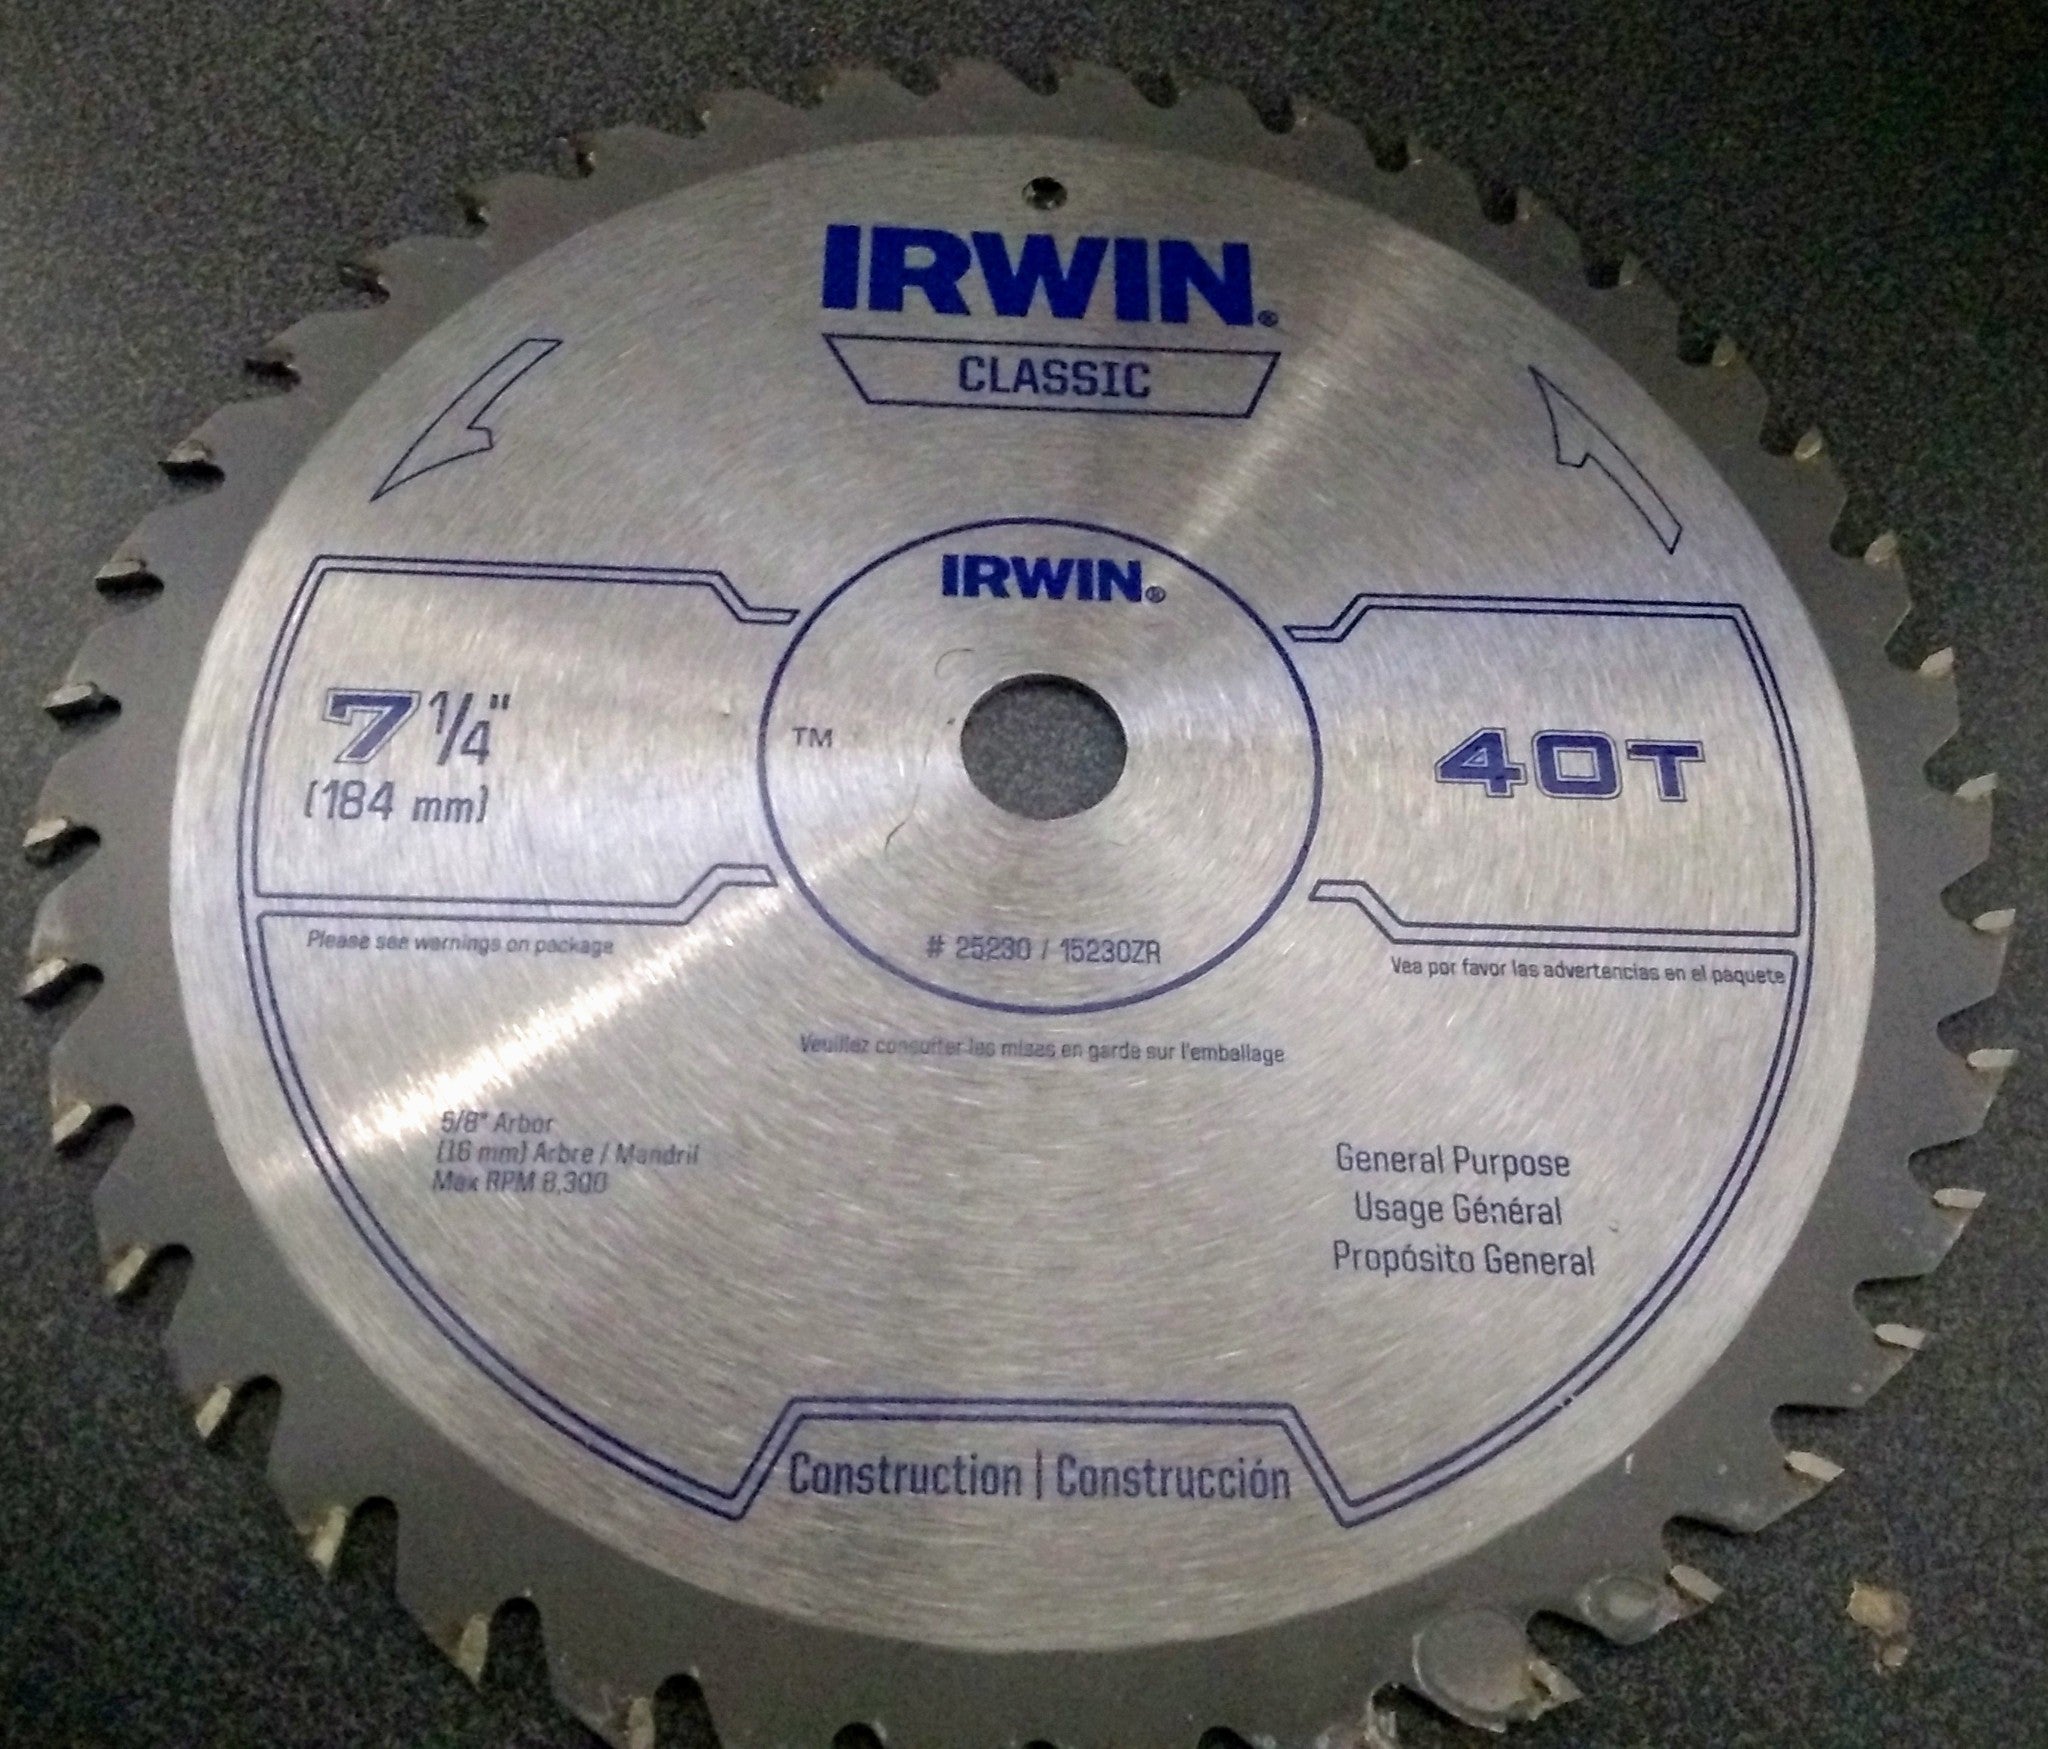 IRWIN®
CLASSIC
IRWIN®
7 1/4"
(184 mm)
TM
40T
Please see warnings on package
# 25230 / 15230ZR
Vea por favor las advertencias en el paquete
Veuillez consulter les mises en garde sur l'emballage
5/8" Arbor
(16 mm) Arbre / Mandril
Max RPM 8,300
General Purpose
Usage Général
Propósito General
Construction | Construcción